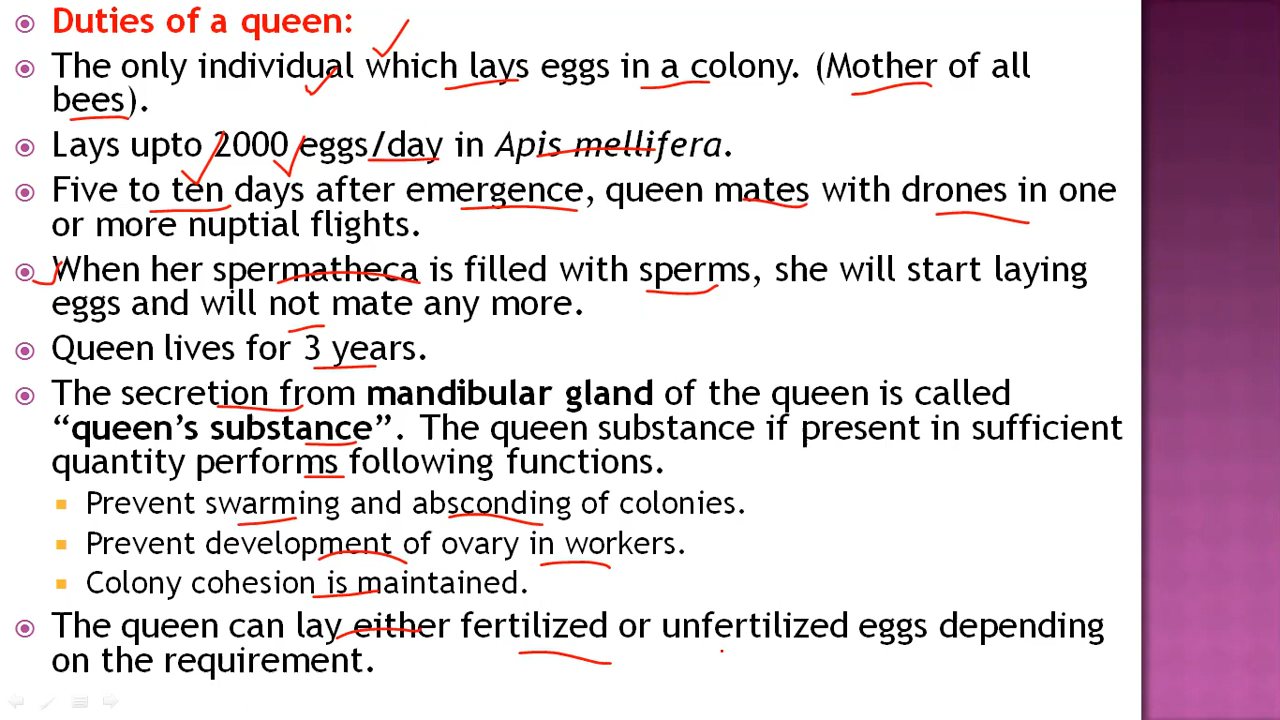 Duties of a queen:
The only individual which lays eggs in a colony. (Mother of all
bees).
Lays upto 2000 eggs/day in Apis mellifera.
Five to ten days after emergence, queen mates with drones in one
or more nuptial flights.
When her spermatheca is filled with sperms, she will start laying
eggs and will not mate any more.
Queen lives for 3 years.
The secretion from mandibular gland of the queen is called
“queen’s substance”. The queen substance if present in sufficient
quantity performs following functions.
Prevent swarming and absconding of colonies.
Prevent development of ovary in workers.
Colony cohesion is maintained.
The queen can lay either fertilized or unfertilized eggs depending
on the requirement.